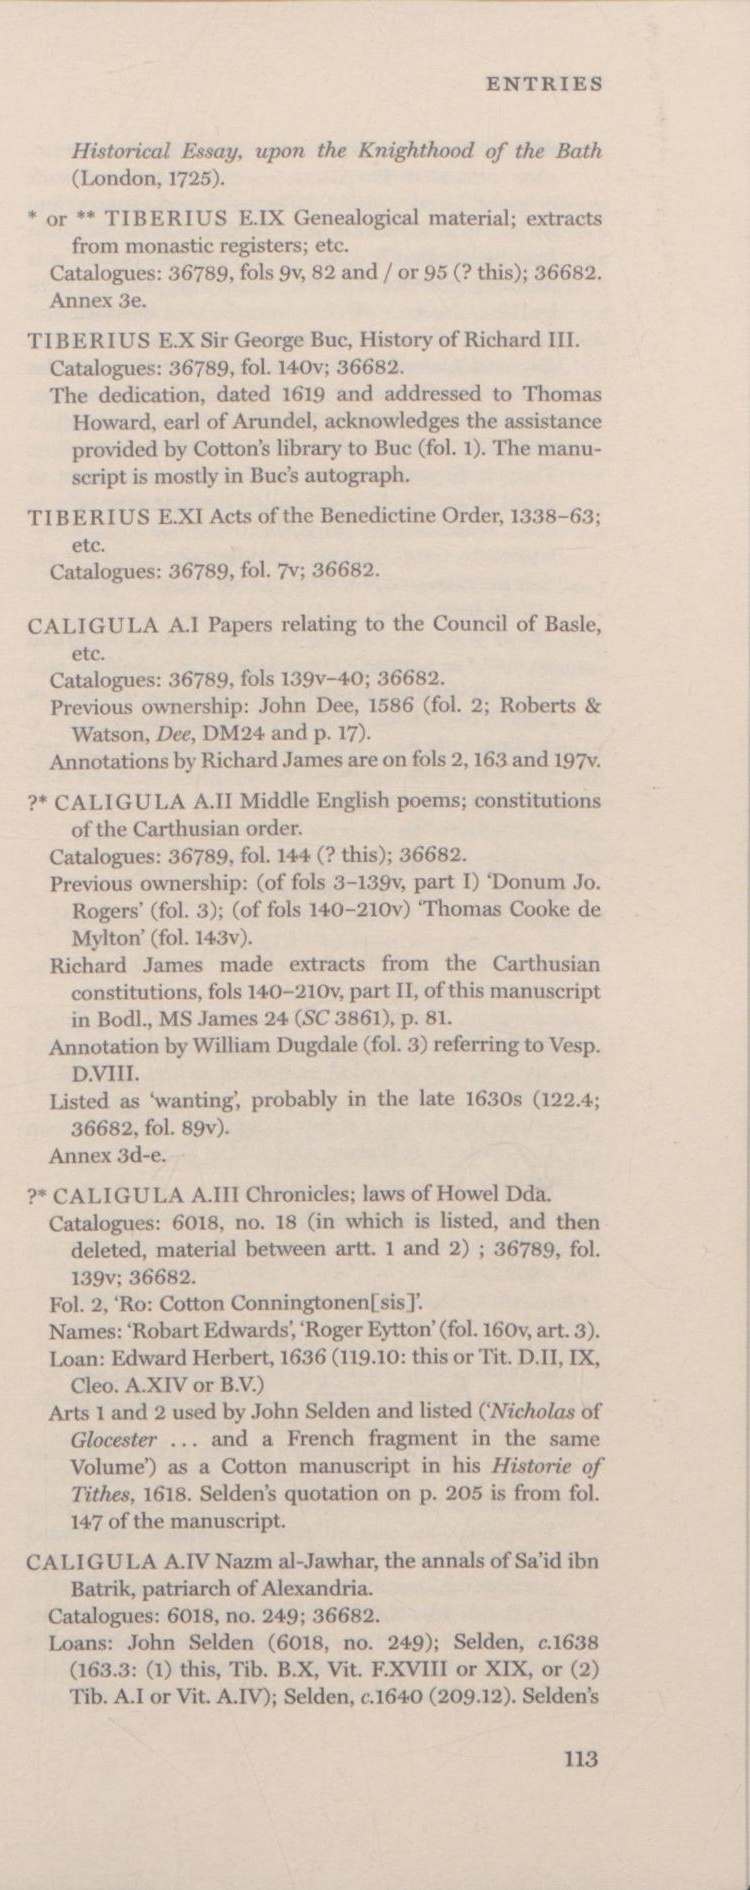 ENTRIES
Historical Essay, upon the Knighthood of the Bath
(London, 1725).
* or ** TIBERIUS E.IX Genealogical material; extracts
from monastic registers; etc.
Catalogues: 36789, fols 9v, 82 and / or 95 (? this); 36682.
Annex 3e.
TIBERIUS E.X Sir George Buc, History of Richard III.
Catalogues: 36789, fol. 140v; 36682.
The dedication, dated 1619 and addressed to Thomas
Howard, earl of Arundel, acknowledges the assistance
provided by Cotton's library to Buc (fol. 1). The manu-
script is mostly in Buc's autograph.
TIBERIUS E.XI Acts of the Benedictine Order, 1338–63;
etc.
Catalogues: 36789, fol. 7v; 36682.
CALIGULA A.I Papers relating to the Council of Basle,
etc.
Catalogues: 36789, fols 139v–40; 36682.
Previous ownership: John Dee, 1586 (fol. 2; Roberts &
Watson, Dee, DM24 and p. 17).
Annotations by Richard James are on fols 2, 163 and 197v.
?* CALIGULA A.II Middle English poems; constitutions
of the Carthusian order.
Catalogues: 36789, fol. 144 (? this); 36682.
Previous ownership: (of fols 3–139v, part I) 'Donum Jo.
Rogers' (fol. 3); (of fols 140–210v) 'Thomas Cooke de
Mylton' (fol. 143v).
Richard James made extracts from the Carthusian
constitutions, fols 140–210v, part II, of this manuscript
in Bodl., MS James 24 (SC 3861), p. 81.
Annotation by William Dugdale (fol. 3) referring to Vesp.
D.VIII.
Listed as 'wanting', probably in the late 1630s (122.4;
36682, fol. 89v).
Annex 3d-e.
?* CALIGULA A.III Chronicles; laws of Howel Dda.
Catalogues: 6018, no. 18 (in which is listed, and then
deleted, material between artt. 1 and 2) ; 36789, fol.
139v; 36682.
Fol. 2, 'Ro: Cotton Conningtonen[sis]'.
Names: 'Robart Edwards', 'Roger Eytton' (fol. 160v, art. 3).
Loan: Edward Herbert, 1636 (119.10: this or Tit. D.II, IX,
Cleo. A.XIV or B.V.)
Arts 1 and 2 used by John Selden and listed ('Nicholas of
Glocester ... and a French fragment in the same
Volume') as a Cotton manuscript in his Historie of
Tithes, 1618. Selden's quotation on p. 205 is from fol.
147 of the manuscript.
CALIGULA A.IV Nazm al-Jawhar, the annals of Sa'id ibn
Batrik, patriarch of Alexandria.
Catalogues: 6018, no. 249; 36682.
Loans: John Selden (6018, no. 249); Selden, c.1638
(163.3: (1) this, Tib. B.X, Vit. F.XVIII or XIX, or (2)
Tib. A.I or Vit. A.IV); Selden, c.1640 (209.12). Selden's
113